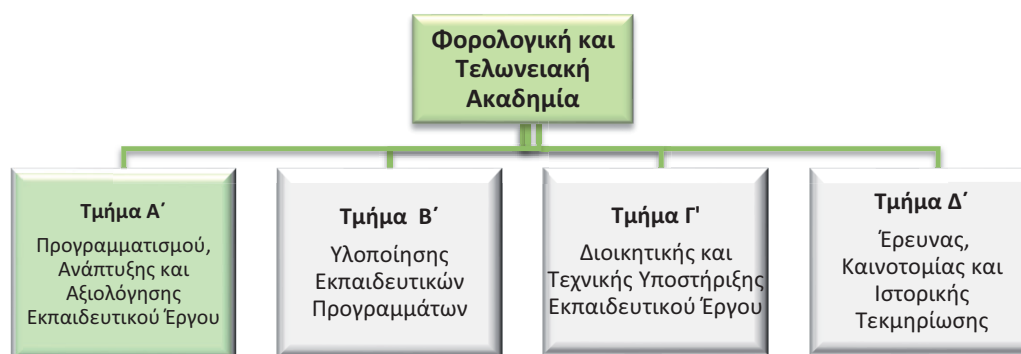 Φορολογική και
Τελωνειακή
Ακαδημία
Τμήμα Α΄
Προγραμματισμού,
Ανάπτυξης και
Αξιολόγησης
Εκπαιδευτικού Έργου
Τμήμα Β΄
Υλοποίησης
Εκπαιδευτικών
Προγραμμάτων
Τμήμα Γ'
Διοικητικής και
Τεχνικής Υποστήριξης
Εκπαιδευτικού Έργου
Τμήμα Δ΄
Έρευνας,
Καινοτομίας και
Ιστορικής
Τεκμηρίωσης